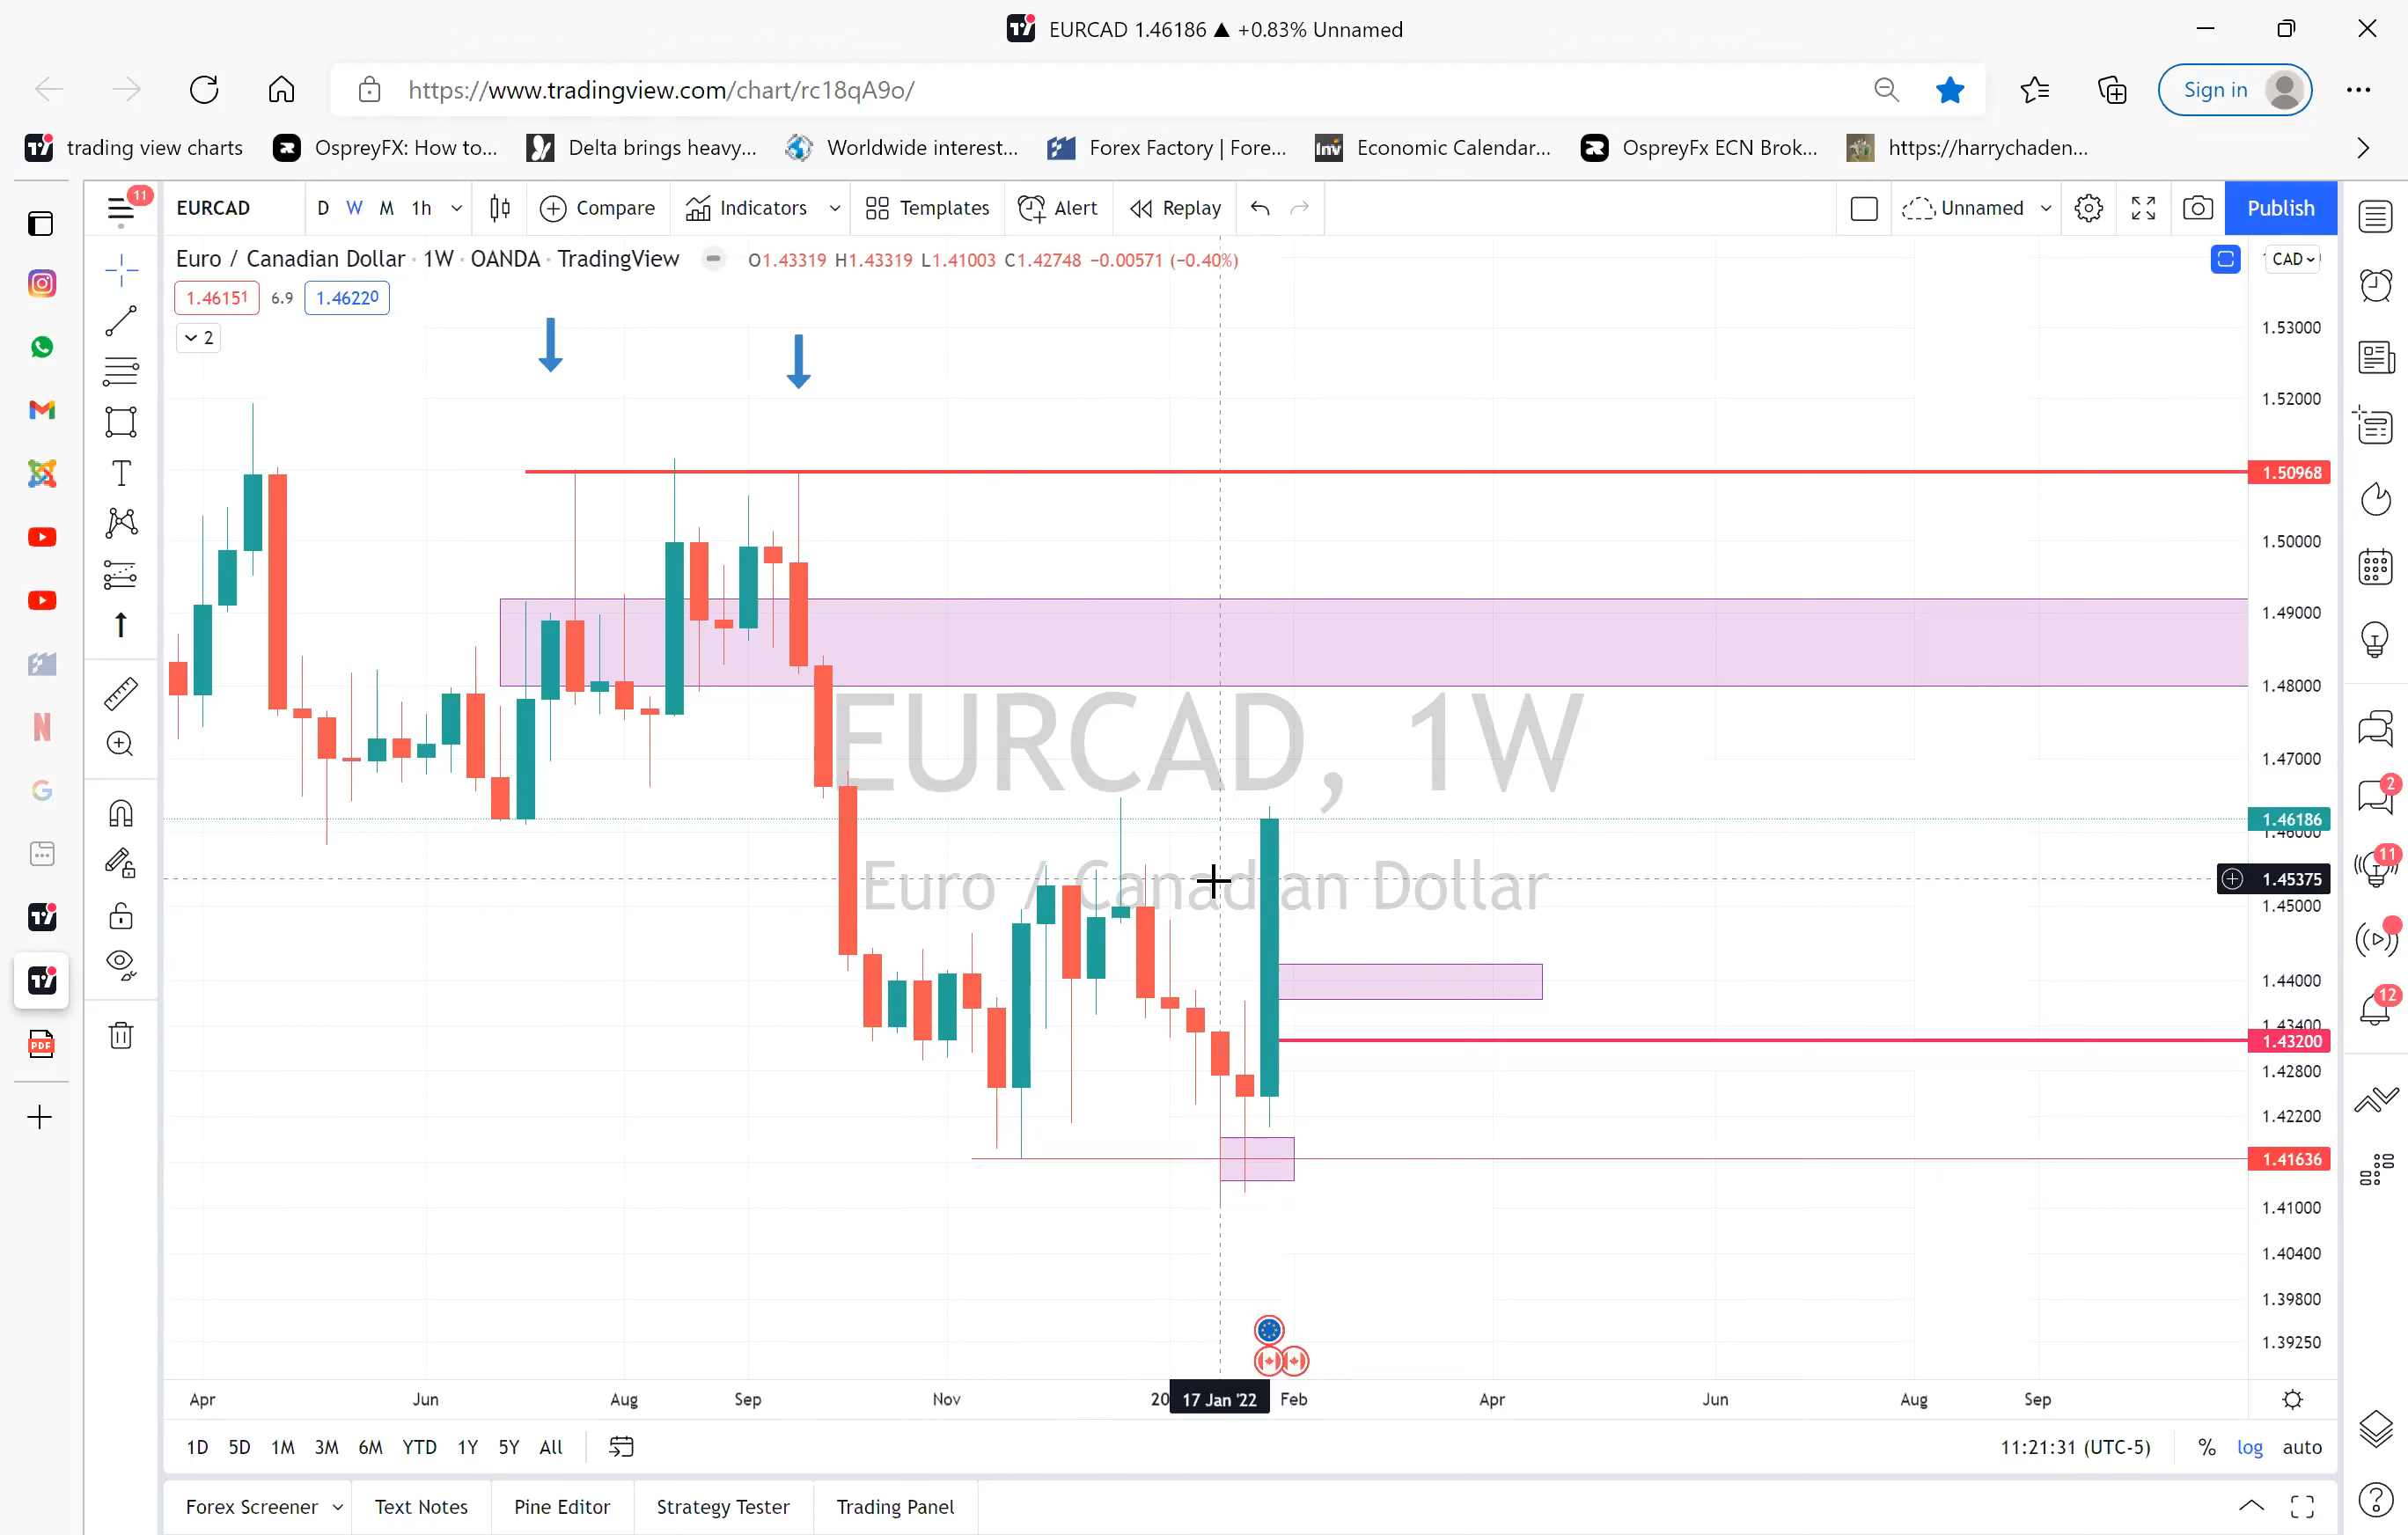 EURCAD 1.46186 ▲ +0.83% Unnamed
https://www.tradingview.com/chart/rc18qA9o/
Sign in
trading view charts
OspreyFX: How to...
Delta brings heavy...
Worldwide interest...
Forex Factory | Fore...
Economic Calendar...
OspreyFx ECN Brok...
https://harrychaden...
11
EURCAD
D W M 1h
Compare
Indicators
Templates
Alert
Replay
Unnamed
Publish
Euro / Canadian Dollar · 1W · OANDA · TradingView
O1.43319 H1.43319 L1.41003 C1.42748 −0.00571 (−0.40%)
CAD
1.46151 6.9 1.46220
2
1.53000
1.52000
1.50968
1.50000
1.49000
1.48000
EURCAD, 1W
1.47000
1.46186
1.46000
Euro / Canadian Dollar
1.45375
1.45000
1.44000
1.43400
1.43200
1.42800
1.42200
1.41636
1.41000
1.40400
1.39800
1.39250
2
11
12
PDF
Apr Jun Aug Sep Nov 20 17 Jan '22 Feb Apr Jun Aug Sep
1D 5D 1M 3M 6M YTD 1Y 5Y All
11:21:31 (UTC-5) % log auto
Forex Screener
Text Notes
Pine Editor
Strategy Tester
Trading Panel